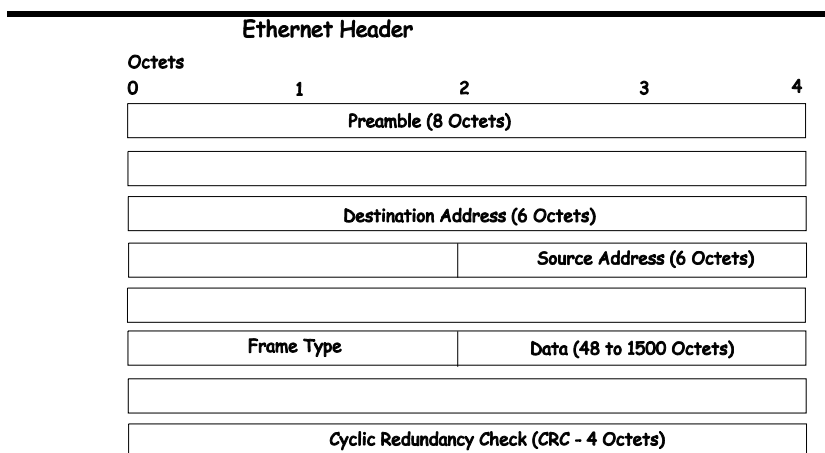 Ethernet Header
Octets
0 1 2 3 4
Preamble (8 Octets)
Destination Address (6 Octets)
Source Address (6 Octets)
Frame Type Data (48 to 1500 Octets)
Cyclic Redundancy Check (CRC - 4 Octets)